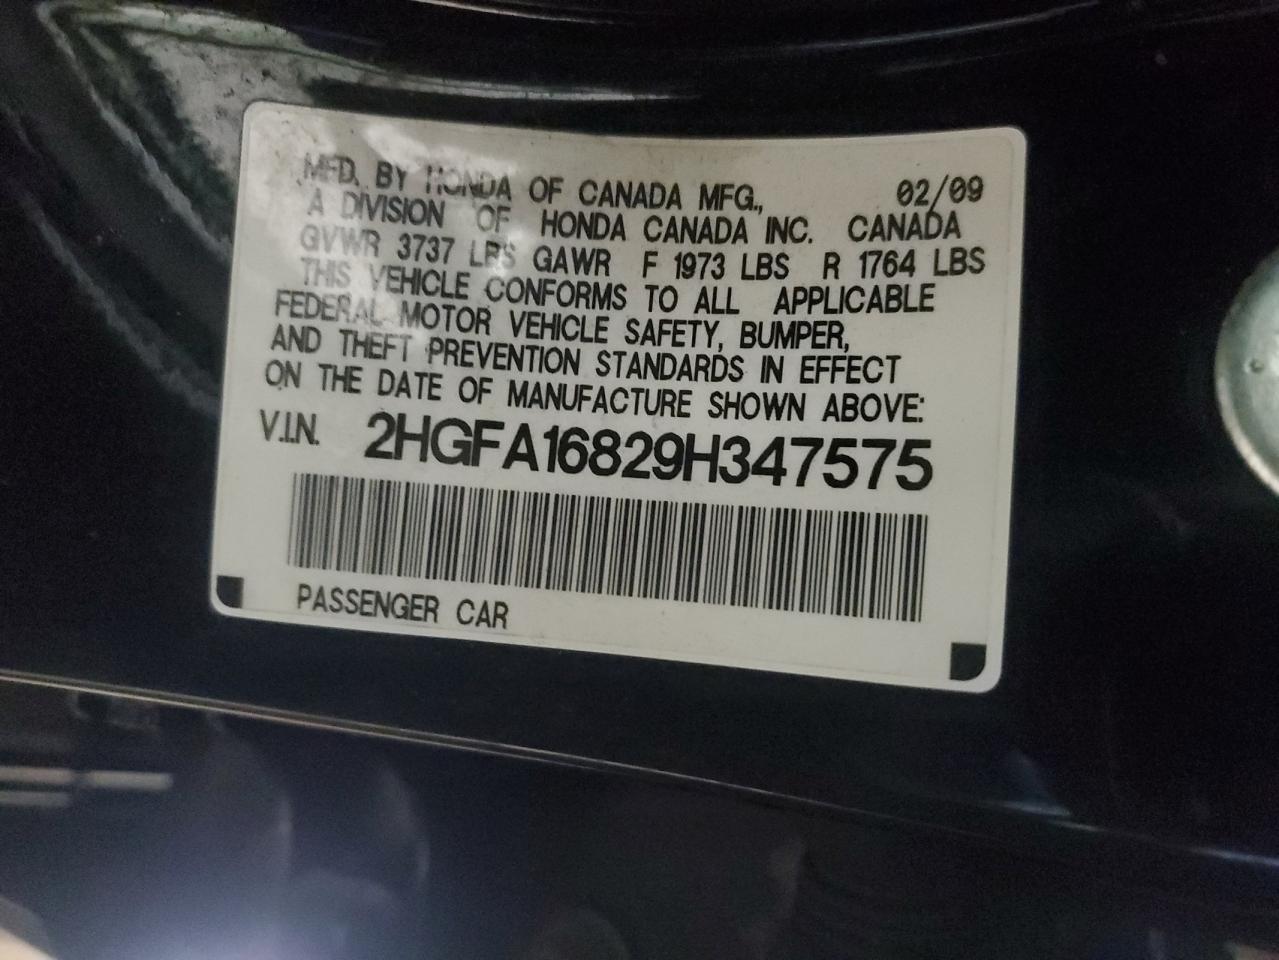 MFD. BY HONDA OF CANADA MFG., 02/09
A DIVISION OF HONDA CANADA INC. CANADA
GVWR 3737 LBS GAWR F 1973 LBS R 1764 LBS
THIS VEHICLE CONFORMS TO ALL APPLICABLE
FEDERAL MOTOR VEHICLE SAFETY, BUMPER,
AND THEFT PREVENTION STANDARDS IN EFFECT
ON THE DATE OF MANUFACTURE SHOWN ABOVE:
V.I.N. 2HGFA16829H347575
PASSENGER CAR